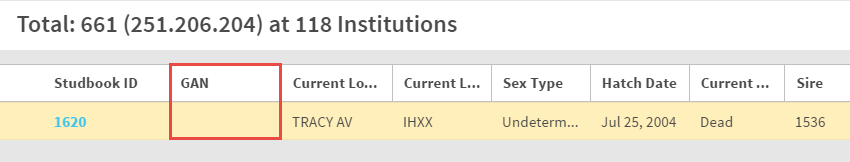 Total: 661 (251.206.204) at 118 Institutions
Studbook ID GAN Current Lo... Current L... Sex Type Hatch Date Current ... Sire
1620 TRACY AV IHXX Undeterm... Jul 25, 2004 Dead 1536